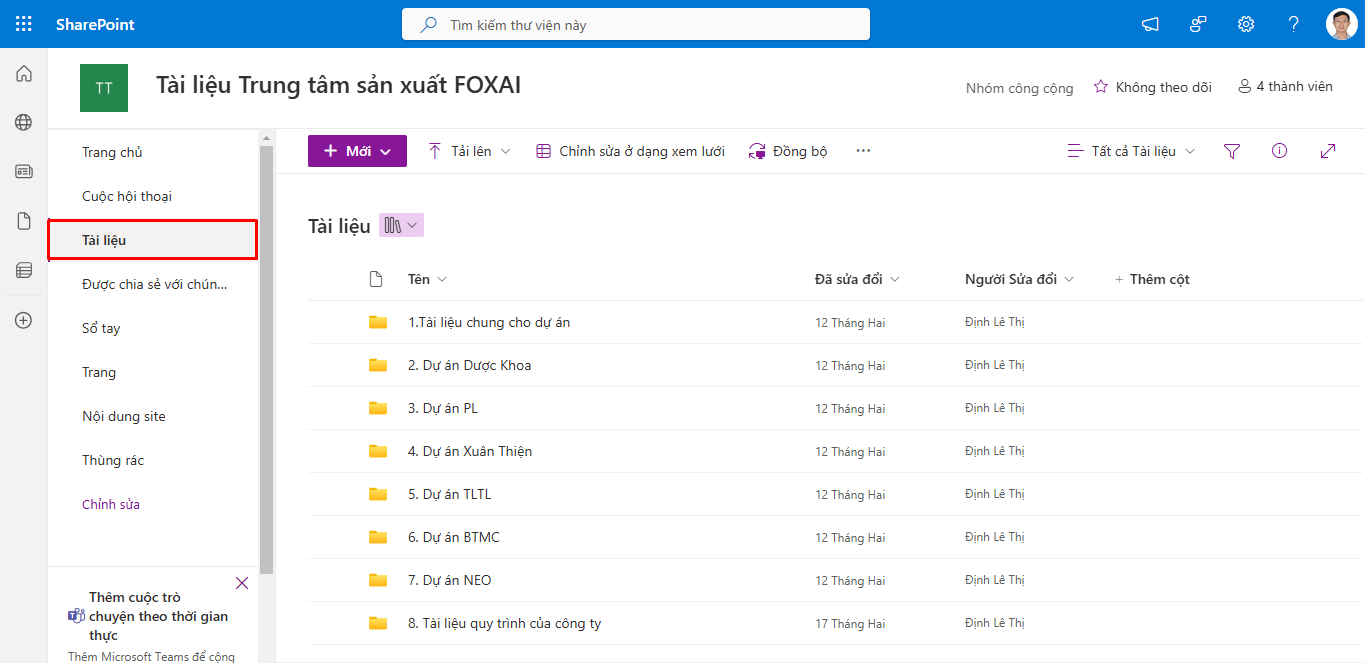 SharePoint
Tìm kiếm thư viện này
TT
Tài liệu Trung tâm sản xuất FOXAI
Nhóm công cộng
Không theo dõi
4 thành viên
Trang chủ
Cuộc hội thoại
Tài liệu
Được chia sẻ với chún...
Sổ tay
Trang
Nội dung site
Thùng rác
Chỉnh sửa
Thêm cuộc trò
chuyện theo thời gian
thực
Thêm Microsoft Teams để cộng
Mới
Tải lên
Chỉnh sửa ở dạng xem lưới
Đồng bộ
Tất cả Tài liệu
Tài liệu
Tên
Đã sửa đổi
Người Sửa đổi
+ Thêm cột
1.Tài liệu chung cho dự án
12 Tháng Hai
Định Lê Thị
2. Dự án Dược Khoa
12 Tháng Hai
Định Lê Thị
3. Dự án PL
12 Tháng Hai
Định Lê Thị
4. Dự án Xuân Thiện
12 Tháng Hai
Định Lê Thị
5. Dự án TLTL
12 Tháng Hai
Định Lê Thị
6. Dự án BTMC
12 Tháng Hai
Định Lê Thị
7. Dự án NEO
12 Tháng Hai
Định Lê Thị
8. Tài liệu quy trình của công ty
17 Tháng Hai
Định Lê Thị